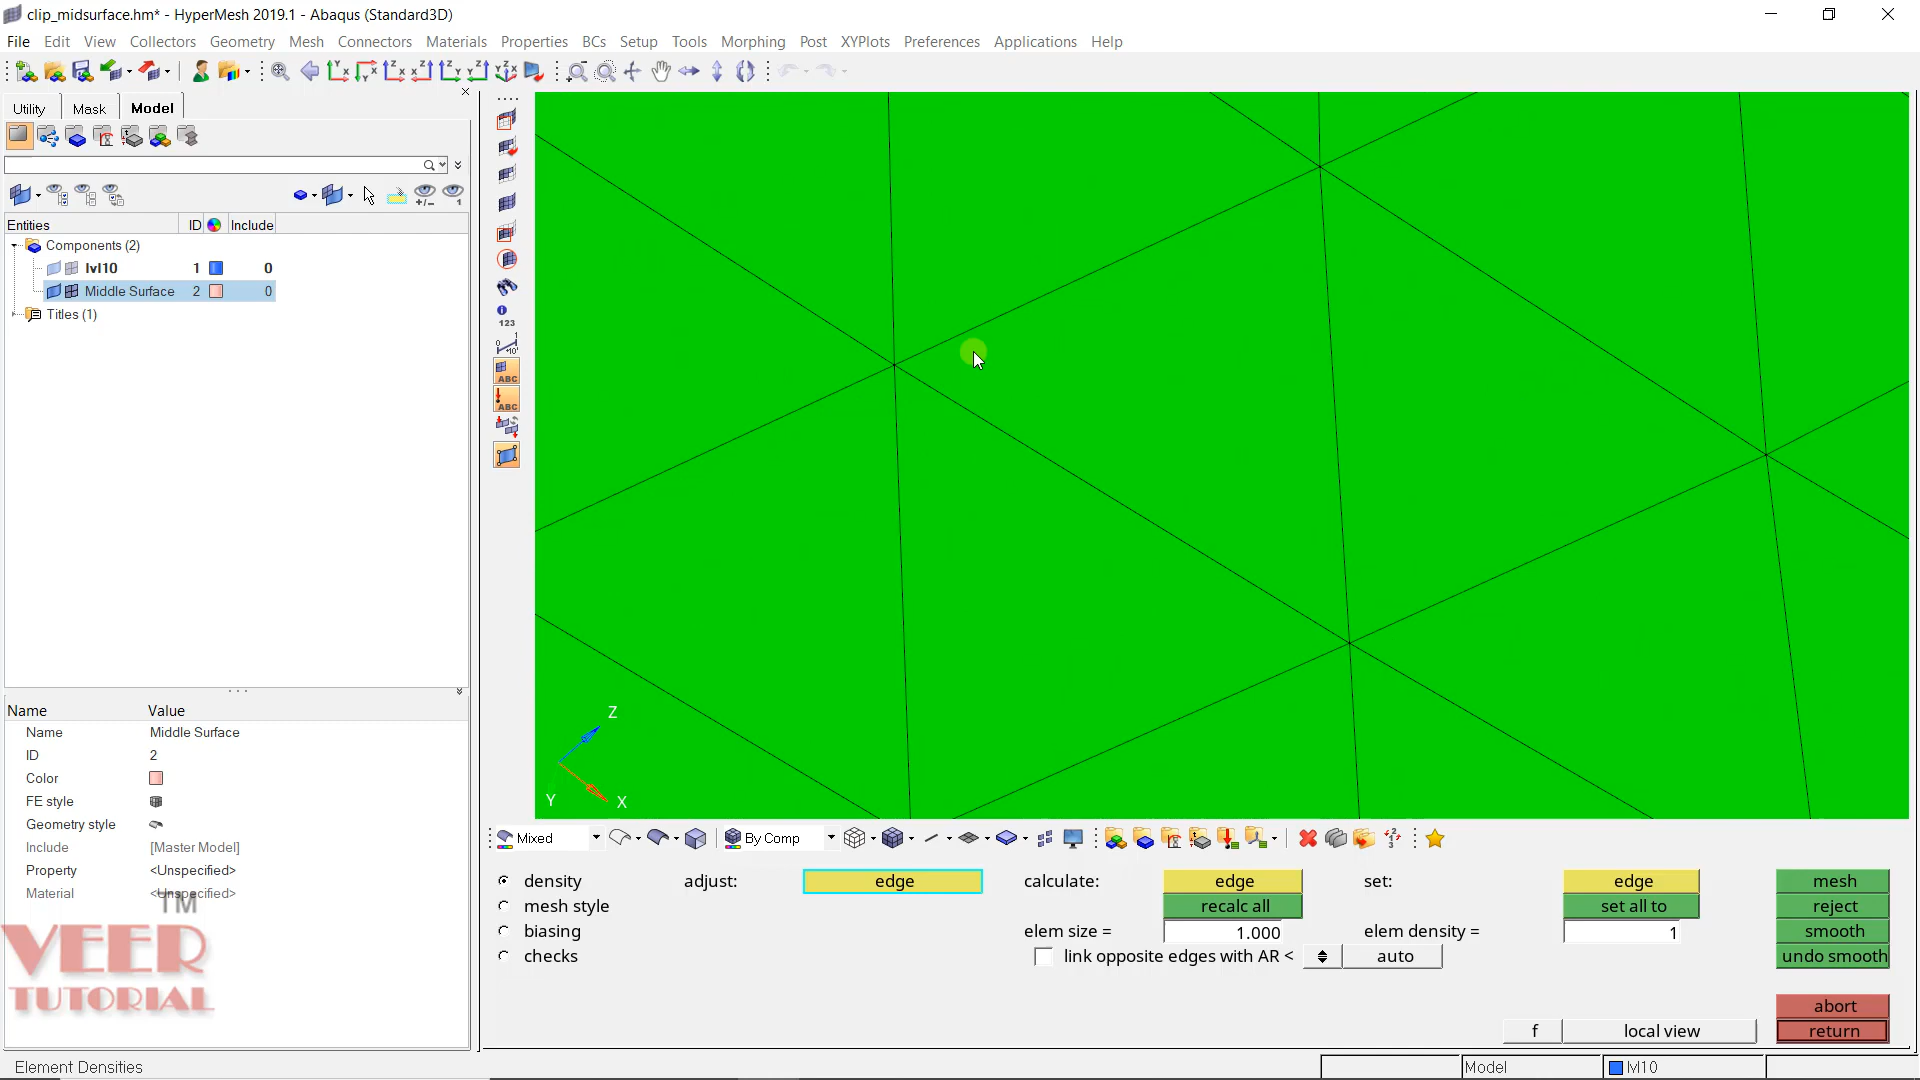 clip_midsurface.hm* - HyperMesh 2019.1 - Abaqus (Standard3D)
File Edit View Collectors Geometry Mesh Connectors Materials Properties BCs Setup Tools Morphing Post XYPlots Preferences Applications Help
Utility Mask Model
Entities ID Include
Components (2)
lvl10 1 0
Middle Surface 2 0
Titles (1)
Name Value
Name Middle Surface
ID 2
Color
FE style
Geometry style
Include [Master Model]
Property <Unspecified>
Material <Unspecified>
TM
VEER
TUTORIAL
123
ABC
ABC
Z
Y X
Mixed By Comp
density adjust: edge calculate: edge set: edge mesh
mesh style recalc all set all to reject
biasing elem size = 1.000 elem density = 1 smooth
checks link opposite edges with AR < auto undo smooth
abort
f local view return
Element Densities Model lvl10